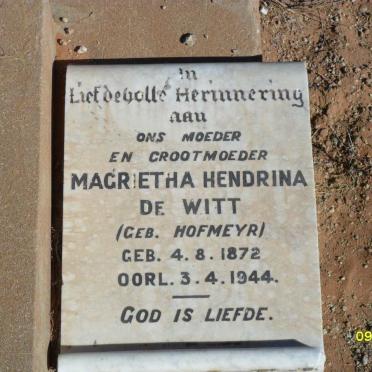 In
Liefdevolle Herinnering
aan
ONS MOEDER
EN GROOTMOEDER
MAGRIETHA HENDRINA
DE WITT
(GEB. HOFMEYR)
GEB. 4.8.1872
OORL. 3.4.1944.
GOD IS LIEFDE.
09